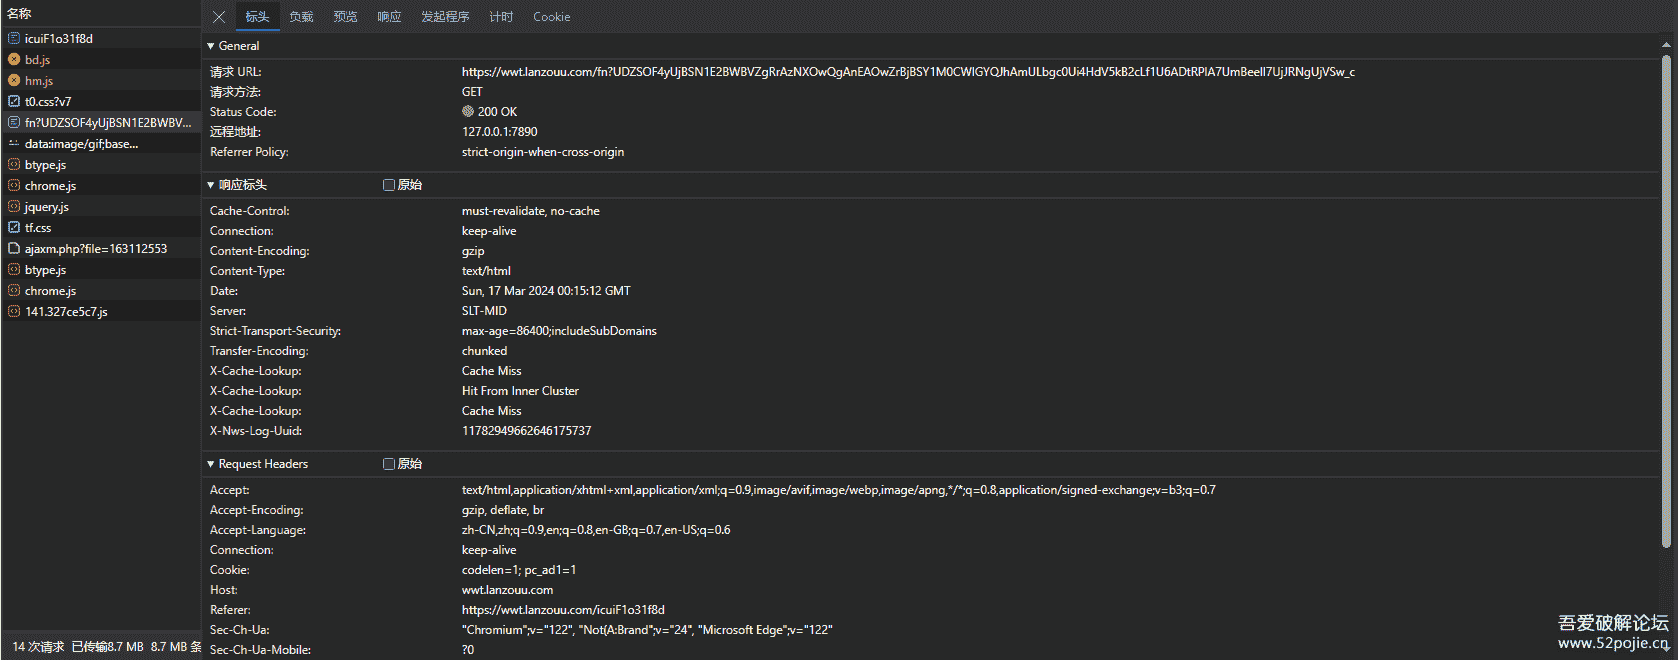 名称
icuiF1o31f8d
bd.js
hm.js
t0.css?v7
fn?UDZSOF4yUjBSN1E2BWBV...
data:image/gif;base...
btype.js
chrome.js
jquery.js
tf.css
ajaxm.php?file=163112553
btype.js
chrome.js
141.327ce5c7.js
14 次请求 已传输8.7 MB 8.7 MB 条
标头 负载 预览 响应 发起程序 计时 Cookie
General
请求 URL: https://wwt.lanzouu.com/fn?UDZSOF4yUjBSN1E2BWBVZgRrAzNXOwQgAnEAOwZrBjBSY1M0CWlGYQJhAmULbgc0Ui4HdV5kB2cLf1U6ADtRPlA7UmBeell7UjJRNgUjVSw_c
请求方法: GET
Status Code: 200 OK
远程地址: 127.0.0.1:7890
Referrer Policy: strict-origin-when-cross-origin
响应标头 原始
Cache-Control: must-revalidate, no-cache
Connection: keep-alive
Content-Encoding: gzip
Content-Type: text/html
Date: Sun, 17 Mar 2024 00:15:12 GMT
Server: SLT-MID
Strict-Transport-Security: max-age=86400;includeSubDomains
Transfer-Encoding: chunked
X-Cache-Lookup: Cache Miss
X-Cache-Lookup: Hit From Inner Cluster
X-Cache-Lookup: Cache Miss
X-Nws-Log-Uuid: 11782949662646175737
Request Headers 原始
Accept: text/html,application/xhtml+xml,application/xml;q=0.9,image/avif,image/webp,image/apng,*/*;q=0.8,application/signed-exchange;v=b3;q=0.7
Accept-Encoding: gzip, deflate, br
Accept-Language: zh-CN,zh;q=0.9,en;q=0.8,en-GB;q=0.7,en-US;q=0.6
Connection: keep-alive
Cookie: codelen=1; pc_ad1=1
Host: wwt.lanzouu.com
Referer: https://wwt.lanzouu.com/icuiF1o31f8d
Sec-Ch-Ua: "Chromium";v="122", "Not(A:Brand";v="24", "Microsoft Edge";v="122"
Sec-Ch-Ua-Mobile: ?0
吾爱破解论坛
www.52pojie.cn